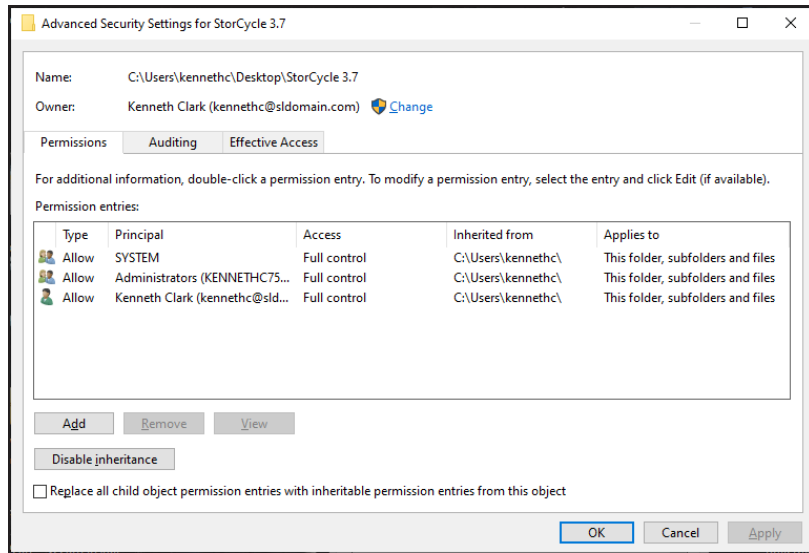 Advanced Security Settings for StorCycle 3.7
Name: C:\Users\kennethc\Desktop\StorCycle 3.7
Owner: Kenneth Clark (kennethc@sldomain.com) Change
Permissions Auditing Effective Access
For additional information, double-click a permission entry. To modify a permission entry, select the entry and click Edit (if available).
Permission entries:
Type Principal Access Inherited from Applies to
Allow SYSTEM Full control C:\Users\kennethc\ This folder, subfolders and files
Allow Administrators (KENNETHC75... Full control C:\Users\kennethc\ This folder, subfolders and files
Allow Kenneth Clark (kennethc@sld... Full control C:\Users\kennethc\ This folder, subfolders and files
Add Remove View
Disable inheritance
Replace all child object permission entries with inheritable permission entries from this object
OK Cancel Apply